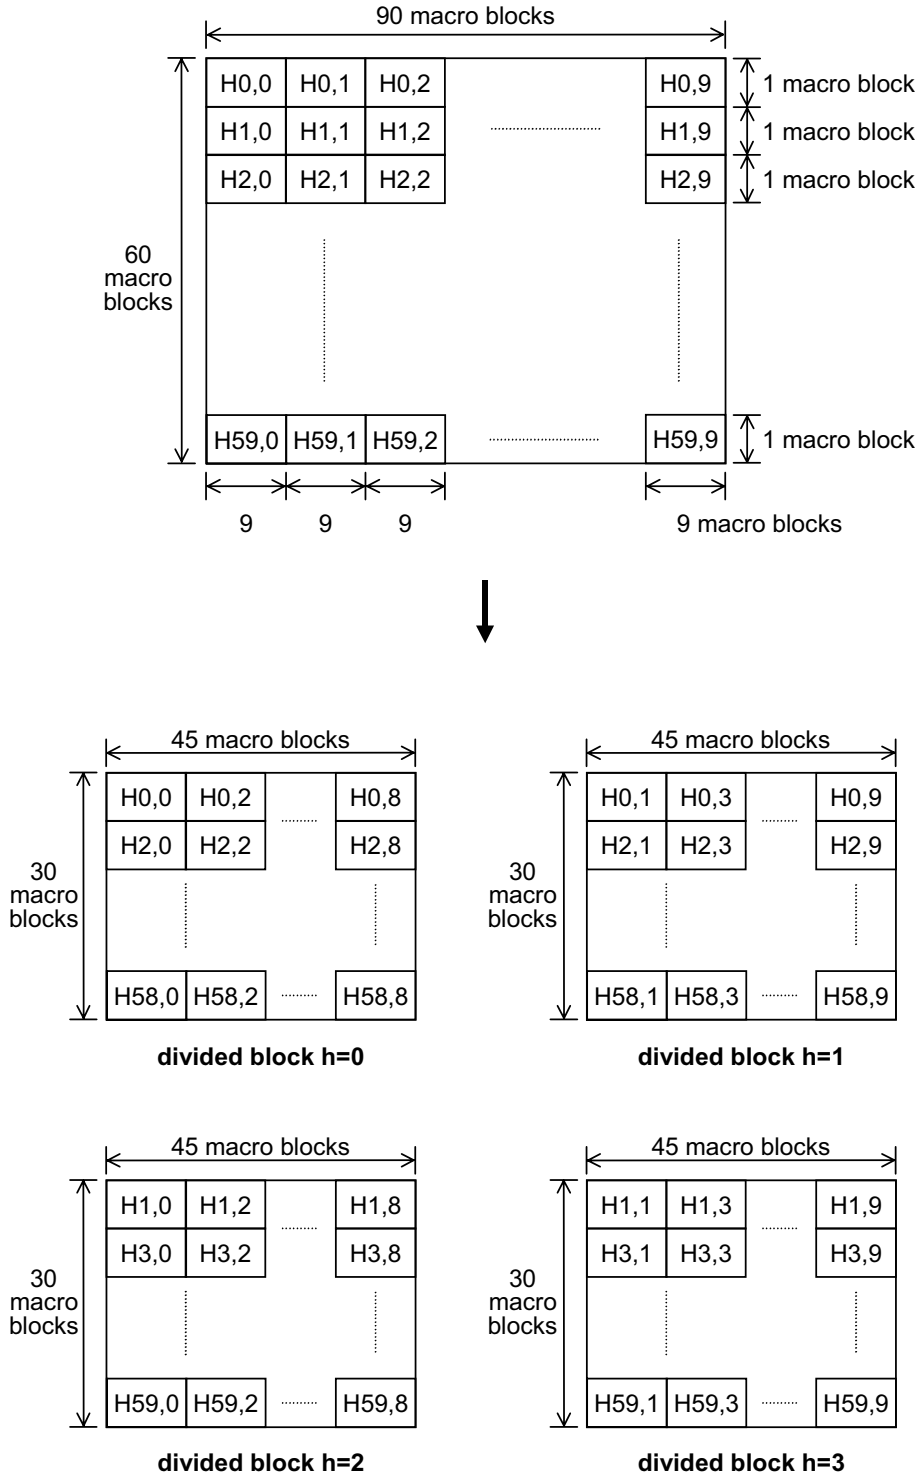 90 macro blocks
H0,0 H0,1 H0,2 H0,9 1 macro block
H1,0 H1,1 H1,2 H1,9 1 macro block
H2,0 H2,1 H2,2 H2,9 1 macro block
60
macro
blocks
H59,0 H59,1 H59,2 H59,9 1 macro block
9 9 9 9 macro blocks
45 macro blocks
H0,0 H0,2 H0,8
H2,0 H2,2 H2,8
30
macro
blocks
H58,0 H58,2 H58,8
divided block h=0
45 macro blocks
H0,1 H0,3 H0,9
H2,1 H2,3 H2,9
30
macro
blocks
H58,1 H58,3 H58,9
divided block h=1
45 macro blocks
H1,0 H1,2 H1,8
H3,0 H3,2 H3,8
30
macro
blocks
H59,0 H59,2 H59,8
divided block h=2
45 macro blocks
H1,1 H1,3 H1,9
H3,1 H3,3 H3,9
30
macro
blocks
H59,1 H59,3 H59,9
divided block h=3